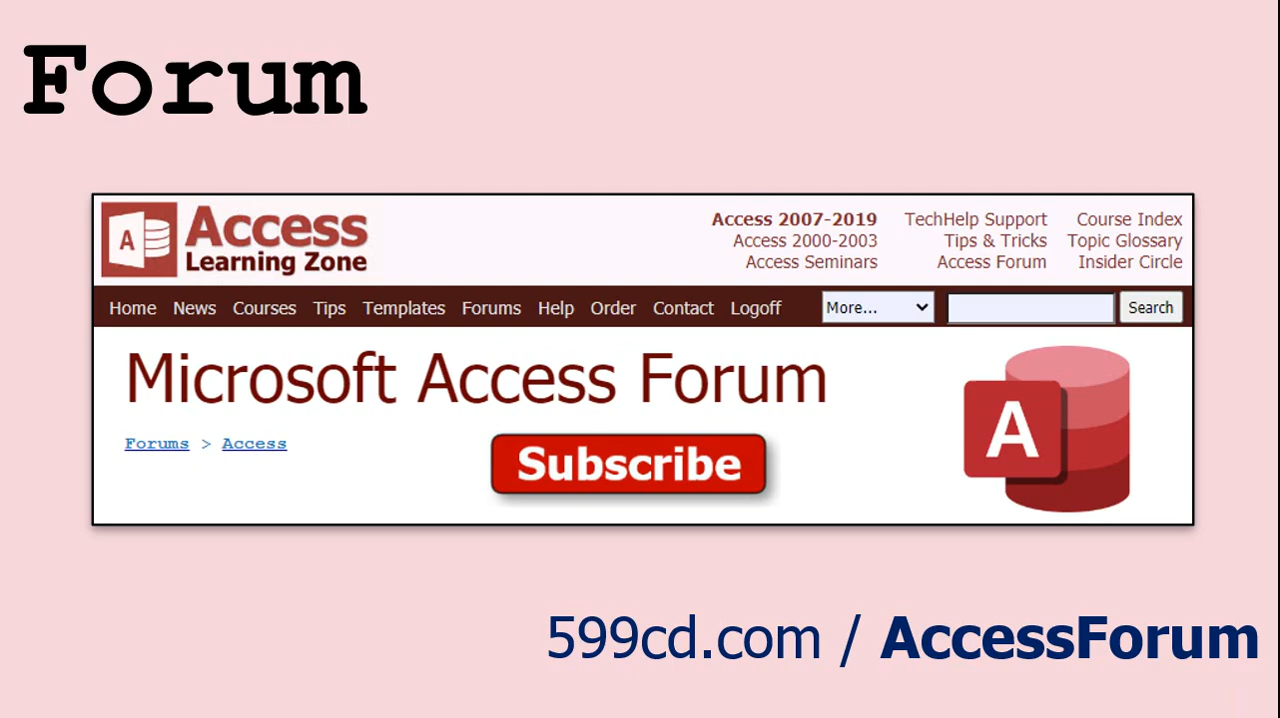 Forum
A Access
Learning Zone
Access 2007-2019 TechHelp Support Course Index
Access 2000-2003 Tips & Tricks Topic Glossary
Access Seminars Access Forum Insider Circle
Home News Courses Tips Templates Forums Help Order Contact Logoff More... Search
Microsoft Access Forum
Forums > Access
Subscribe
A
599cd.com / AccessForum